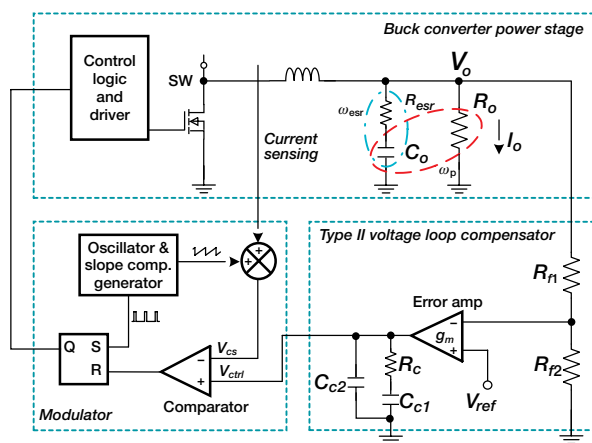 Buck converter power stage
Control
logic
and
driver
SW
V_o
ω_esr
R_esr
R_o
C_o
I_o
ω_p
Current
sensing
Oscillator &
slope comp.
generator
Type II voltage loop compensator
R_f1
Error amp
g_m
−
+
Q
S
R
V_cs
V_ctrl
−
+
Comparator
Modulator
C_c2
R_c
C_c1
V_ref
R_f2
+
+